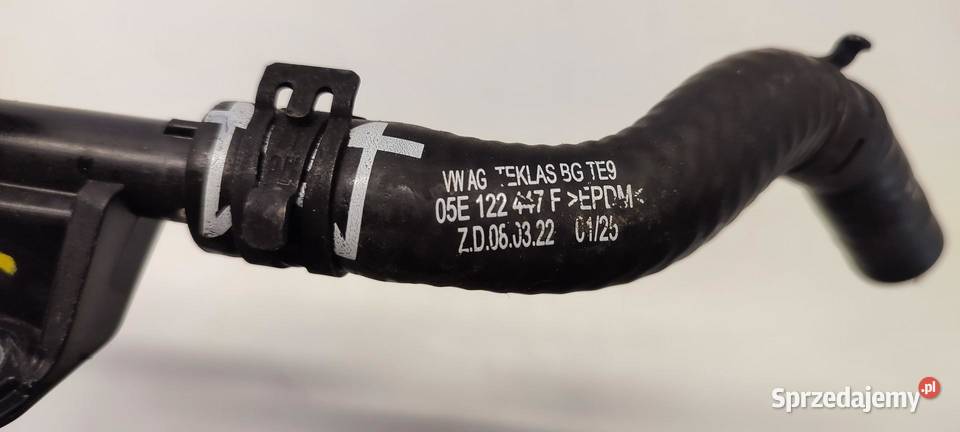 VW AG TEKLAS BG TE9
05E 122 447 F >EPDM<
Z.D.06.03.22 01/25
Sprzedajemy.pl